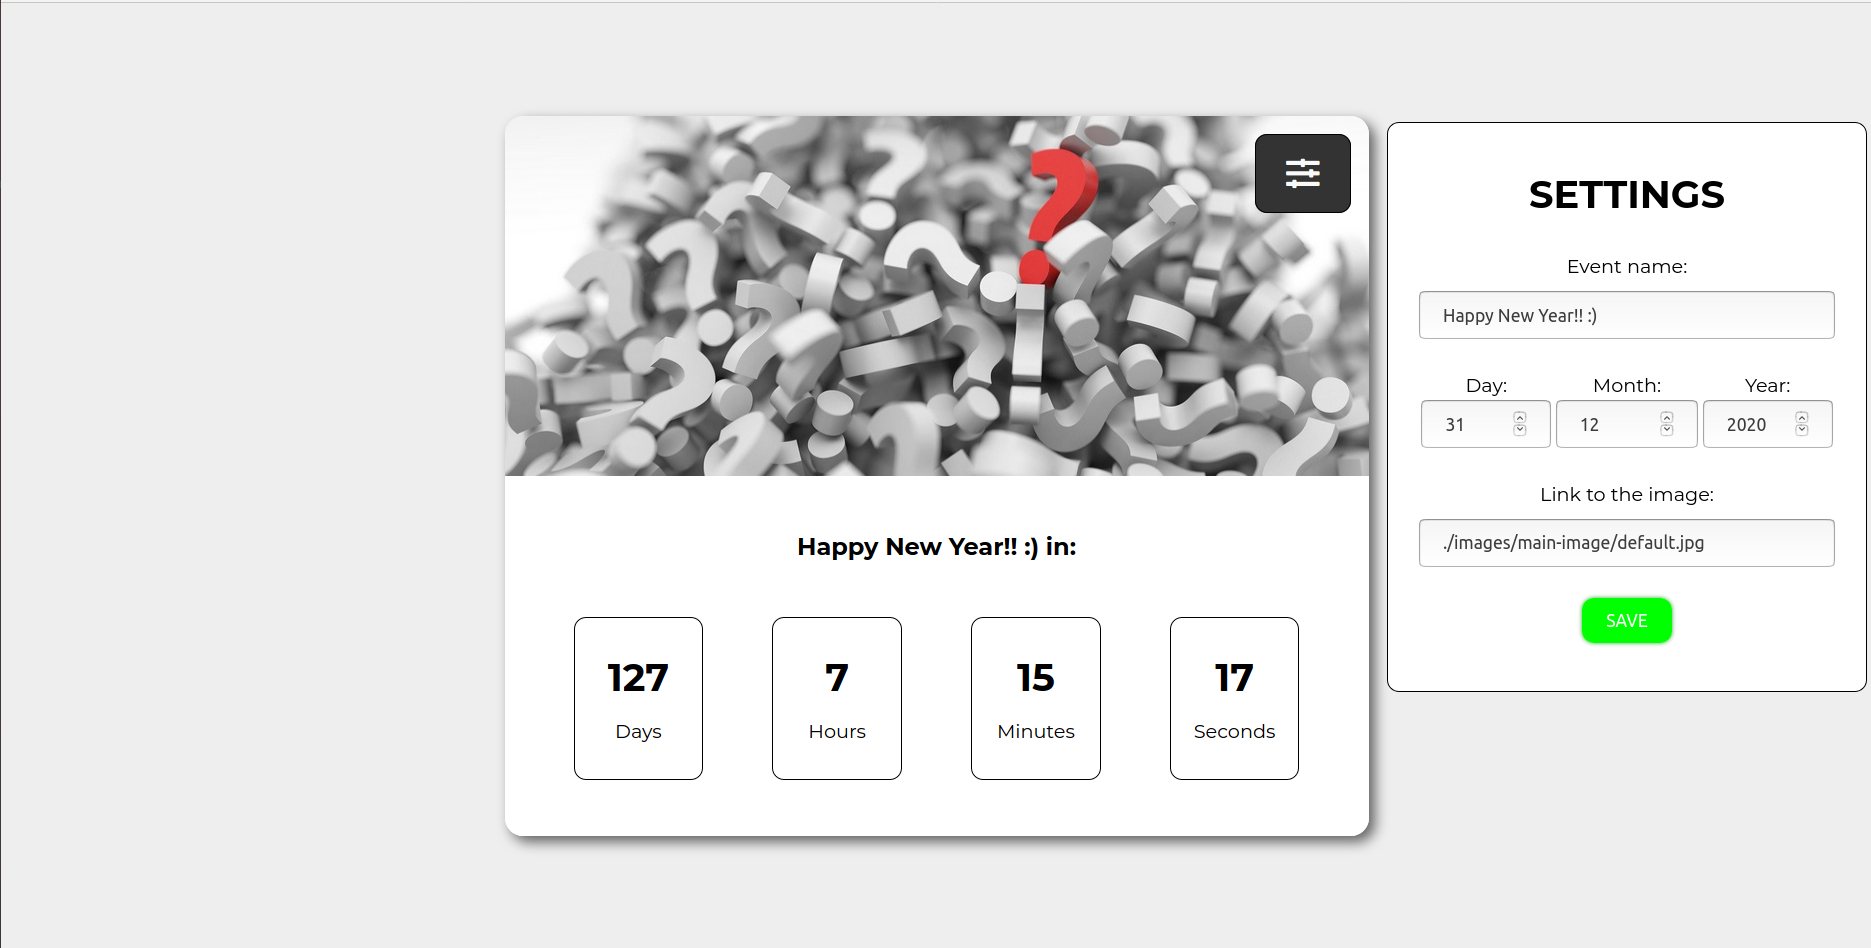 Happy New Year!! :) in:
127
Days
7
Hours
15
Minutes
17
Seconds
SETTINGS
Event name:
Happy New Year!! :)
Day: Month: Year:
31 12 2020
Link to the image:
./images/main-image/default.jpg
SAVE